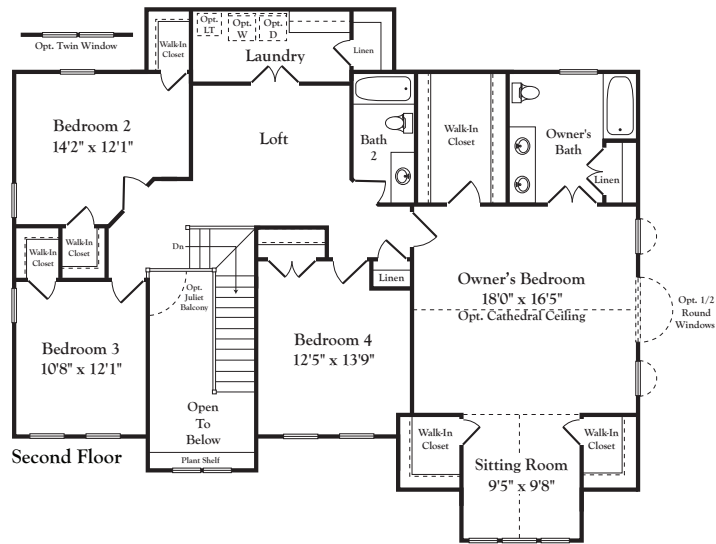 Opt. Twin Window
Walk-In
Closet
Opt.
LT
Opt.
W
Opt.
D
Linen
Laundry
Bedroom 2
14'2" x 12'1"
Loft
Bath
2
Walk-In
Closet
Owner's
Bath
Linen
Walk-In
Closet
Walk-In
Closet
Dn
Opt.
Juliet
Balcony
Linen
Owner's Bedroom
18'0" x 16'5"
Opt. Cathedral Ceiling
Opt. 1/2
Round
Windows
Bedroom 3
10'8" x 12'1"
Bedroom 4
12'5" x 13'9"
Open
To
Below
Plant Shelf
Walk-In
Closet
Walk-In
Closet
Sitting Room
9'5" x 9'8"
Second Floor